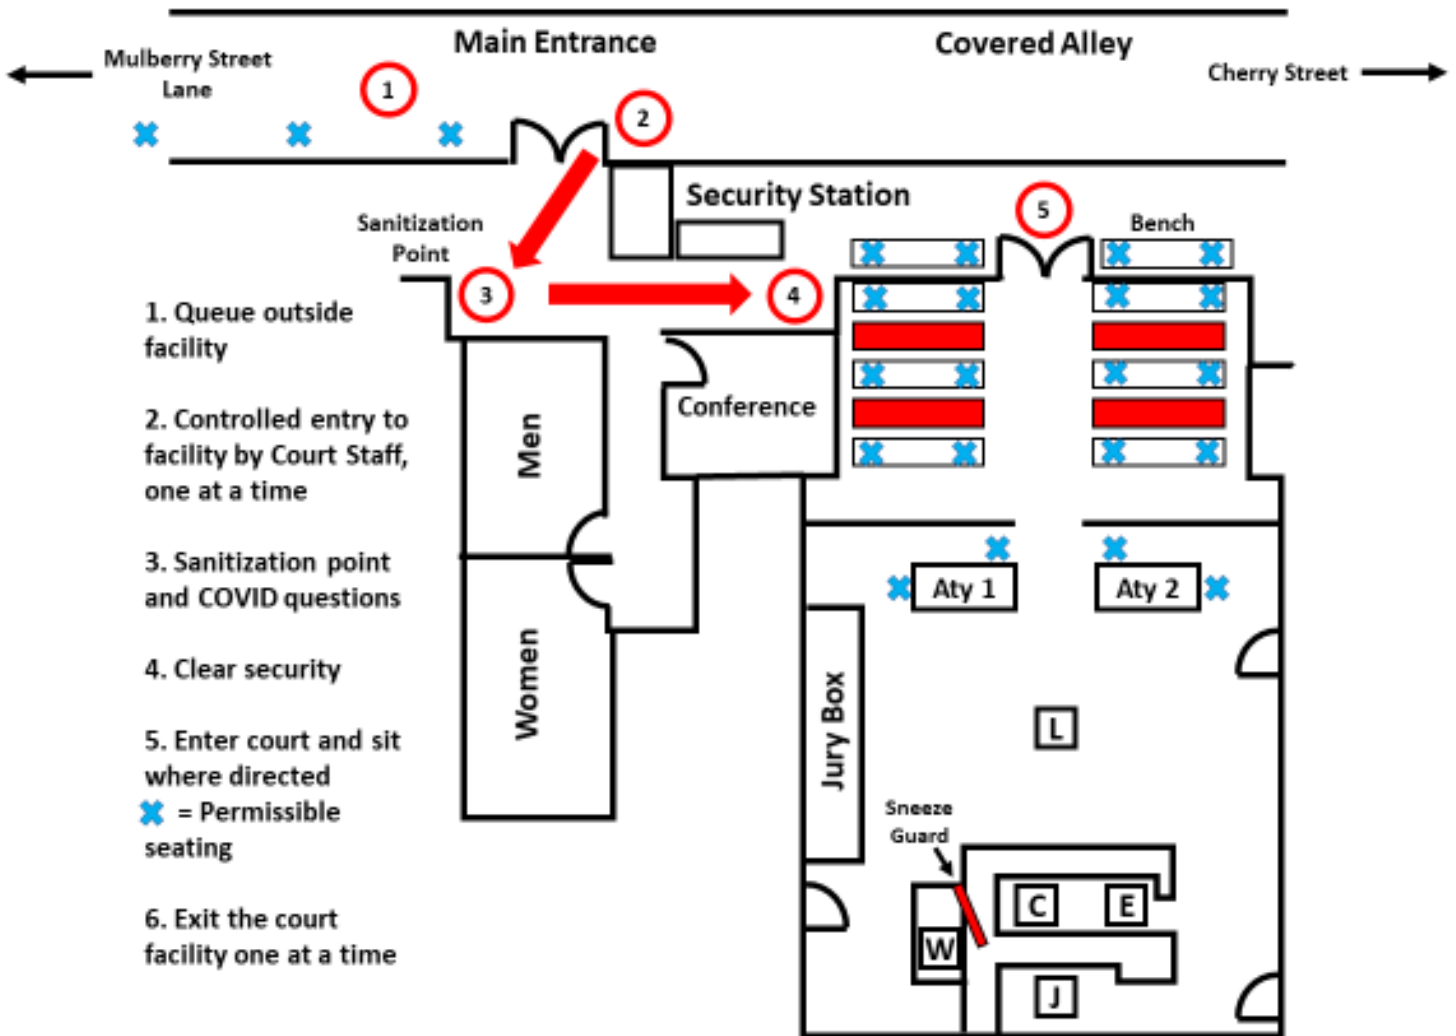 Main Entrance
Covered Alley
Mulberry Street
Lane
Cherry Street
1
2
Security Station
5
Bench
Sanitization
Point
3
4
1. Queue outside
facility
2. Controlled entry to
facility by Court Staff,
one at a time
3. Sanitization point
and COVID questions
4. Clear security
5. Enter court and sit
where directed
= Permissible
seating
6. Exit the court
facility one at a time
Men
Women
Conference
Aty 1
Aty 2
Jury Box
L
Sneeze
Guard
C
E
W
J